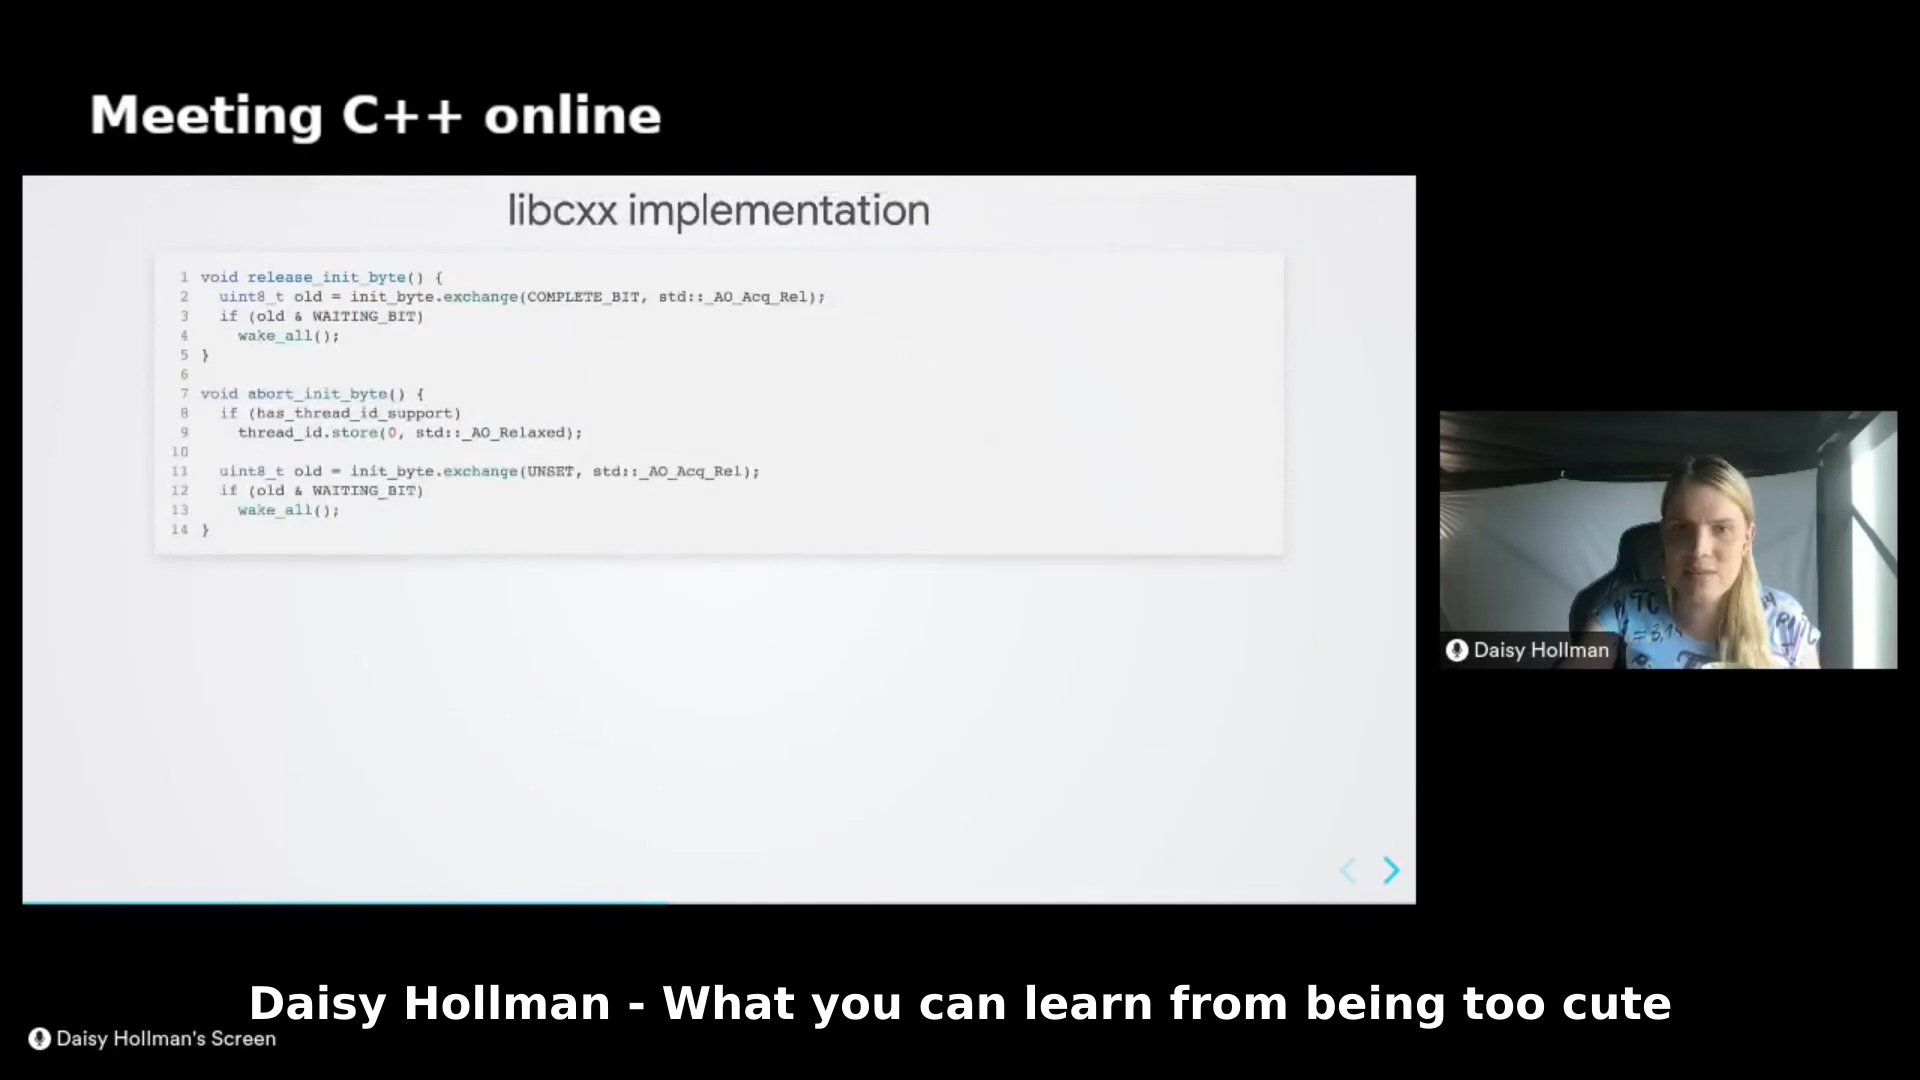 Meeting C++ online
libcxx implementation
1 void release_init_byte() {
2 uint8_t old = init_byte.exchange(COMPLETE_BIT, std::_AO_Acq_Rel);
3 if (old & WAITING_BIT)
4 wake_all();
5 }
6
7 void abort_init_byte() {
8 if (has_thread_id_support)
9 thread_id.store(0, std::_AO_Relaxed);
10
11 uint8_t old = init_byte.exchange(UNSET, std::_AO_Acq_Rel);
12 if (old & WAITING_BIT)
13 wake_all();
14 }
Daisy Hollman
Daisy Hollman - What you can learn from being too cute
Daisy Hollman's Screen